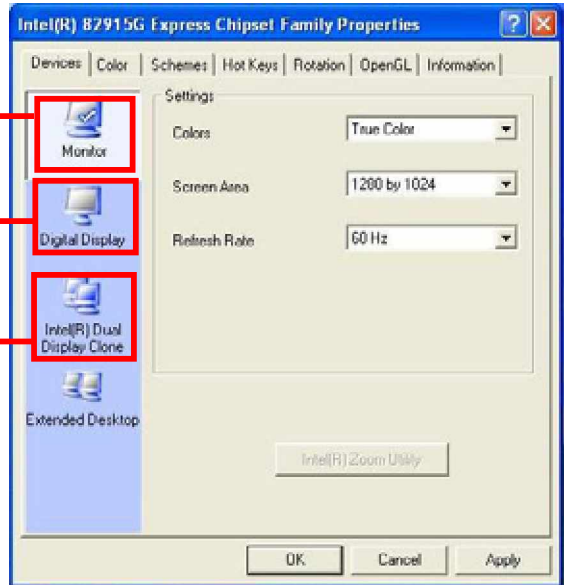 Intel(R) 82915G Express Chipset Family Properties
Devices Color Schemes Hot Keys Rotation OpenGL Information
Monitor
Digital Display
Intel(R) Dual
Display Clone
Extended Desktop
Settings
Colors True Color
Screen Area 1280 by 1024
Refresh Rate 60 Hz
Intel(R) Zoom Utility
OK Cancel Apply